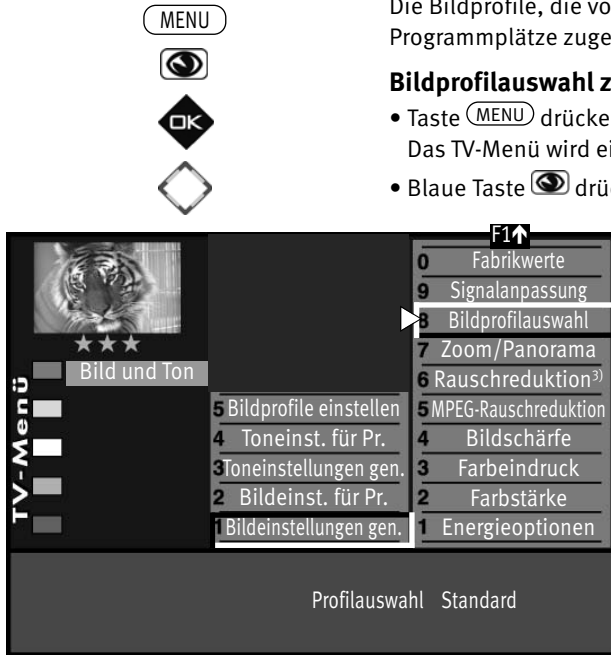 MENU
OK
Die Bildprofile, die vo
Programmplätze zuge
Bildprofilauswahl z
• Taste MENU drücke
Das TV-Menü wird ei
• Blaue Taste drü
F1↑
0 Fabrikwerte
9 Signalanpassung
8 Bildprofilauswahl
7 Zoom/Panorama
6 Rauschreduktion3)
5 MPEG-Rauschreduktion
4 Bildschärfe
3 Farbeindruck
2 Farbstärke
1 Energieoptionen
TV-Menü
Bild und Ton
5 Bildprofile einstellen
4 Toneinst. für Pr.
3 Toneinstellungen gen.
2 Bildeinst. für Pr.
1 Bildeinstellungen gen.
Profilauswahl Standard